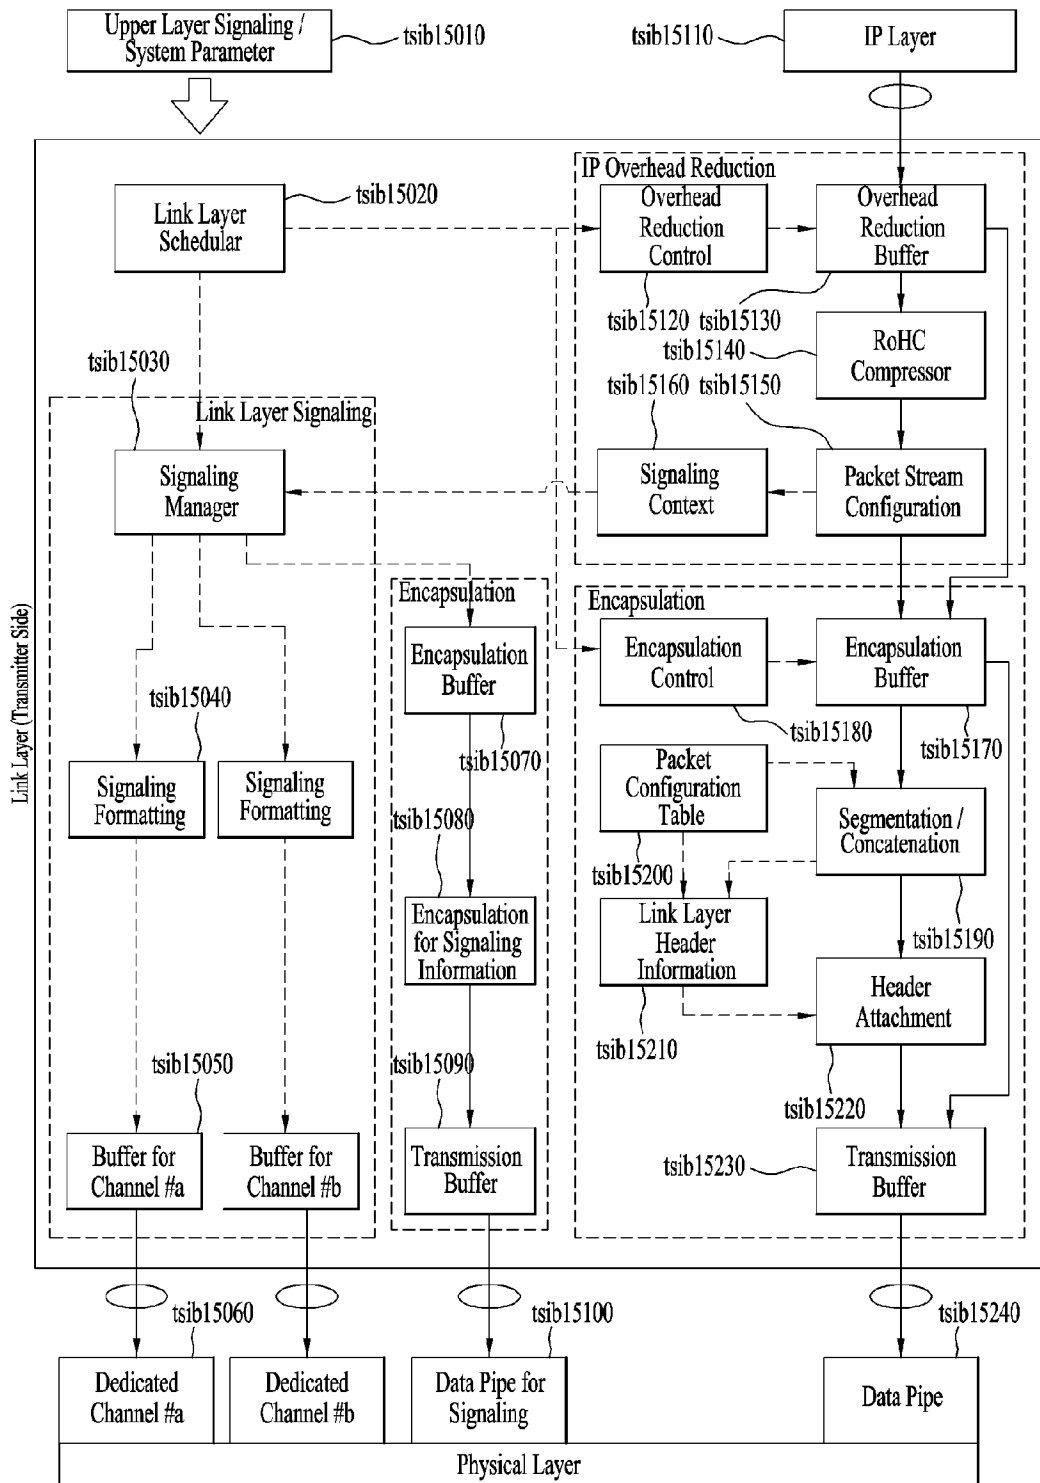 Upper Layer Signaling /
System Parameter
tsib15010
tsib15110
IP Layer
IP Overhead Reduction
tsib15020
Link Layer
Schedular
Overhead
Reduction
Control
Overhead
Reduction
Buffer
tsib15120
tsib15130
tsib15140
RoHC
Compressor
tsib15030
tsib15160
tsib15150
Link Layer Signaling
Signaling
Manager
Signaling
Context
Packet Stream
Configuration
Link Layer (Transmitter Side)
Encapsulation
Encapsulation
Encapsulation
Buffer
Encapsulation
Control
Encapsulation
Buffer
tsib15040
tsib15070
tsib15180
tsib15170
Signaling
Formatting
Signaling
Formatting
Packet
Configuration
Table
Segmentation /
Concatenation
tsib15080
tsib15200
Encapsulation
for Signaling
Information
Link Layer
Header
Information
tsib15190
Header
Attachment
tsib15210
tsib15050
tsib15090
tsib15220
Buffer for
Channel #a
Buffer for
Channel #b
Transmission
Buffer
tsib15230
Transmission
Buffer
tsib15060
tsib15100
tsib15240
Dedicated
Channel #a
Dedicated
Channel #b
Data Pipe for
Signaling
Data Pipe
Physical Layer